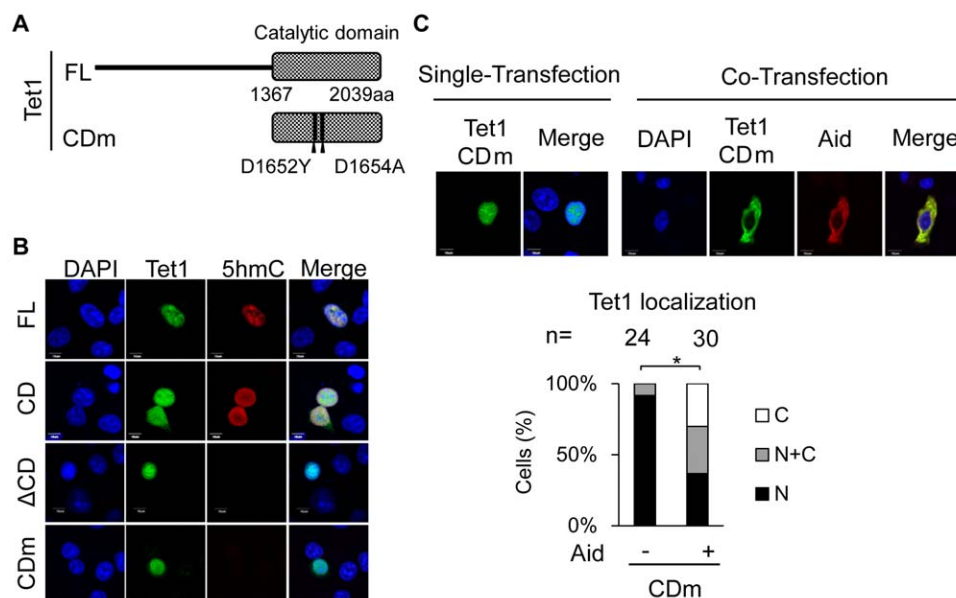 A
Catalytic domain
Tet1
FL
1367 2039aa
CDm
D1652Y D1654A
B
DAPI Tet1 5hmC Merge
FL
CD
ΔCD
CDm
C
Single-Transfection Co-Transfection
Tet1 CDm Merge DAPI Tet1 CDm Aid Merge
Tet1 localization
n= 24 30
*
100%
50%
0%
Cells (%)
C
N+C
N
Aid - +
CDm